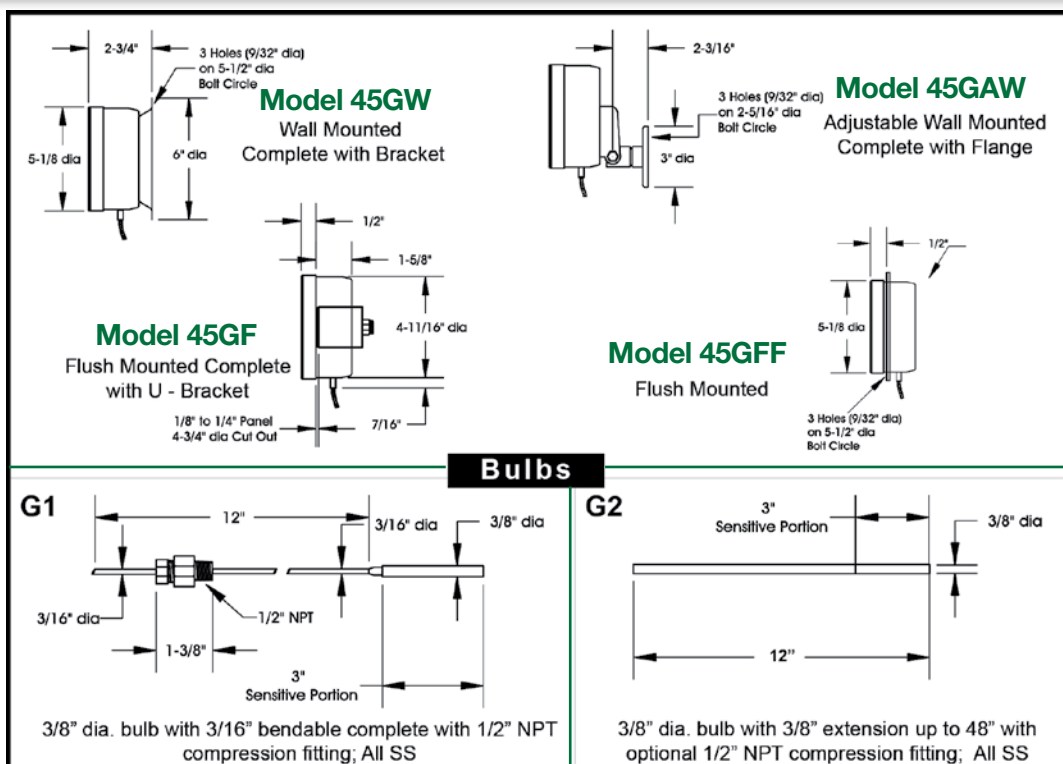 2-3/4"
3 Holes (9/32" dia)
on 5-1/2" dia
Bolt Circle
5-1/8 dia
6" dia
Model 45GW
Wall Mounted
Complete with Bracket
2-3/16"
3 Holes (9/32" dia)
on 2-5/16" dia
Bolt Circle
3" dia
Model 45GAW
Adjustable Wall Mounted
Complete with Flange
1/2"
1-5/8"
4-11/16" dia
Model 45GF
Flush Mounted Complete
with U - Bracket
1/8" to 1/4" Panel
4-3/4" dia Cut Out
7/16"
1/2"
5-1/8 dia
Model 45GFF
Flush Mounted
3 Holes (9/32" dia)
on 5-1/2" dia
Bolt Circle
Bulbs
G1
12"
3/16" dia
3/8" dia
3/16" dia
1/2" NPT
1-3/8"
3"
Sensitive Portion
3/8” dia. bulb with 3/16” bendable complete with 1/2” NPT
compression fitting; All SS
G2
3"
Sensitive Portion
3/8" dia
12”
3/8” dia. bulb with 3/8” extension up to 48” with
optional 1/2” NPT compression fitting; All SS